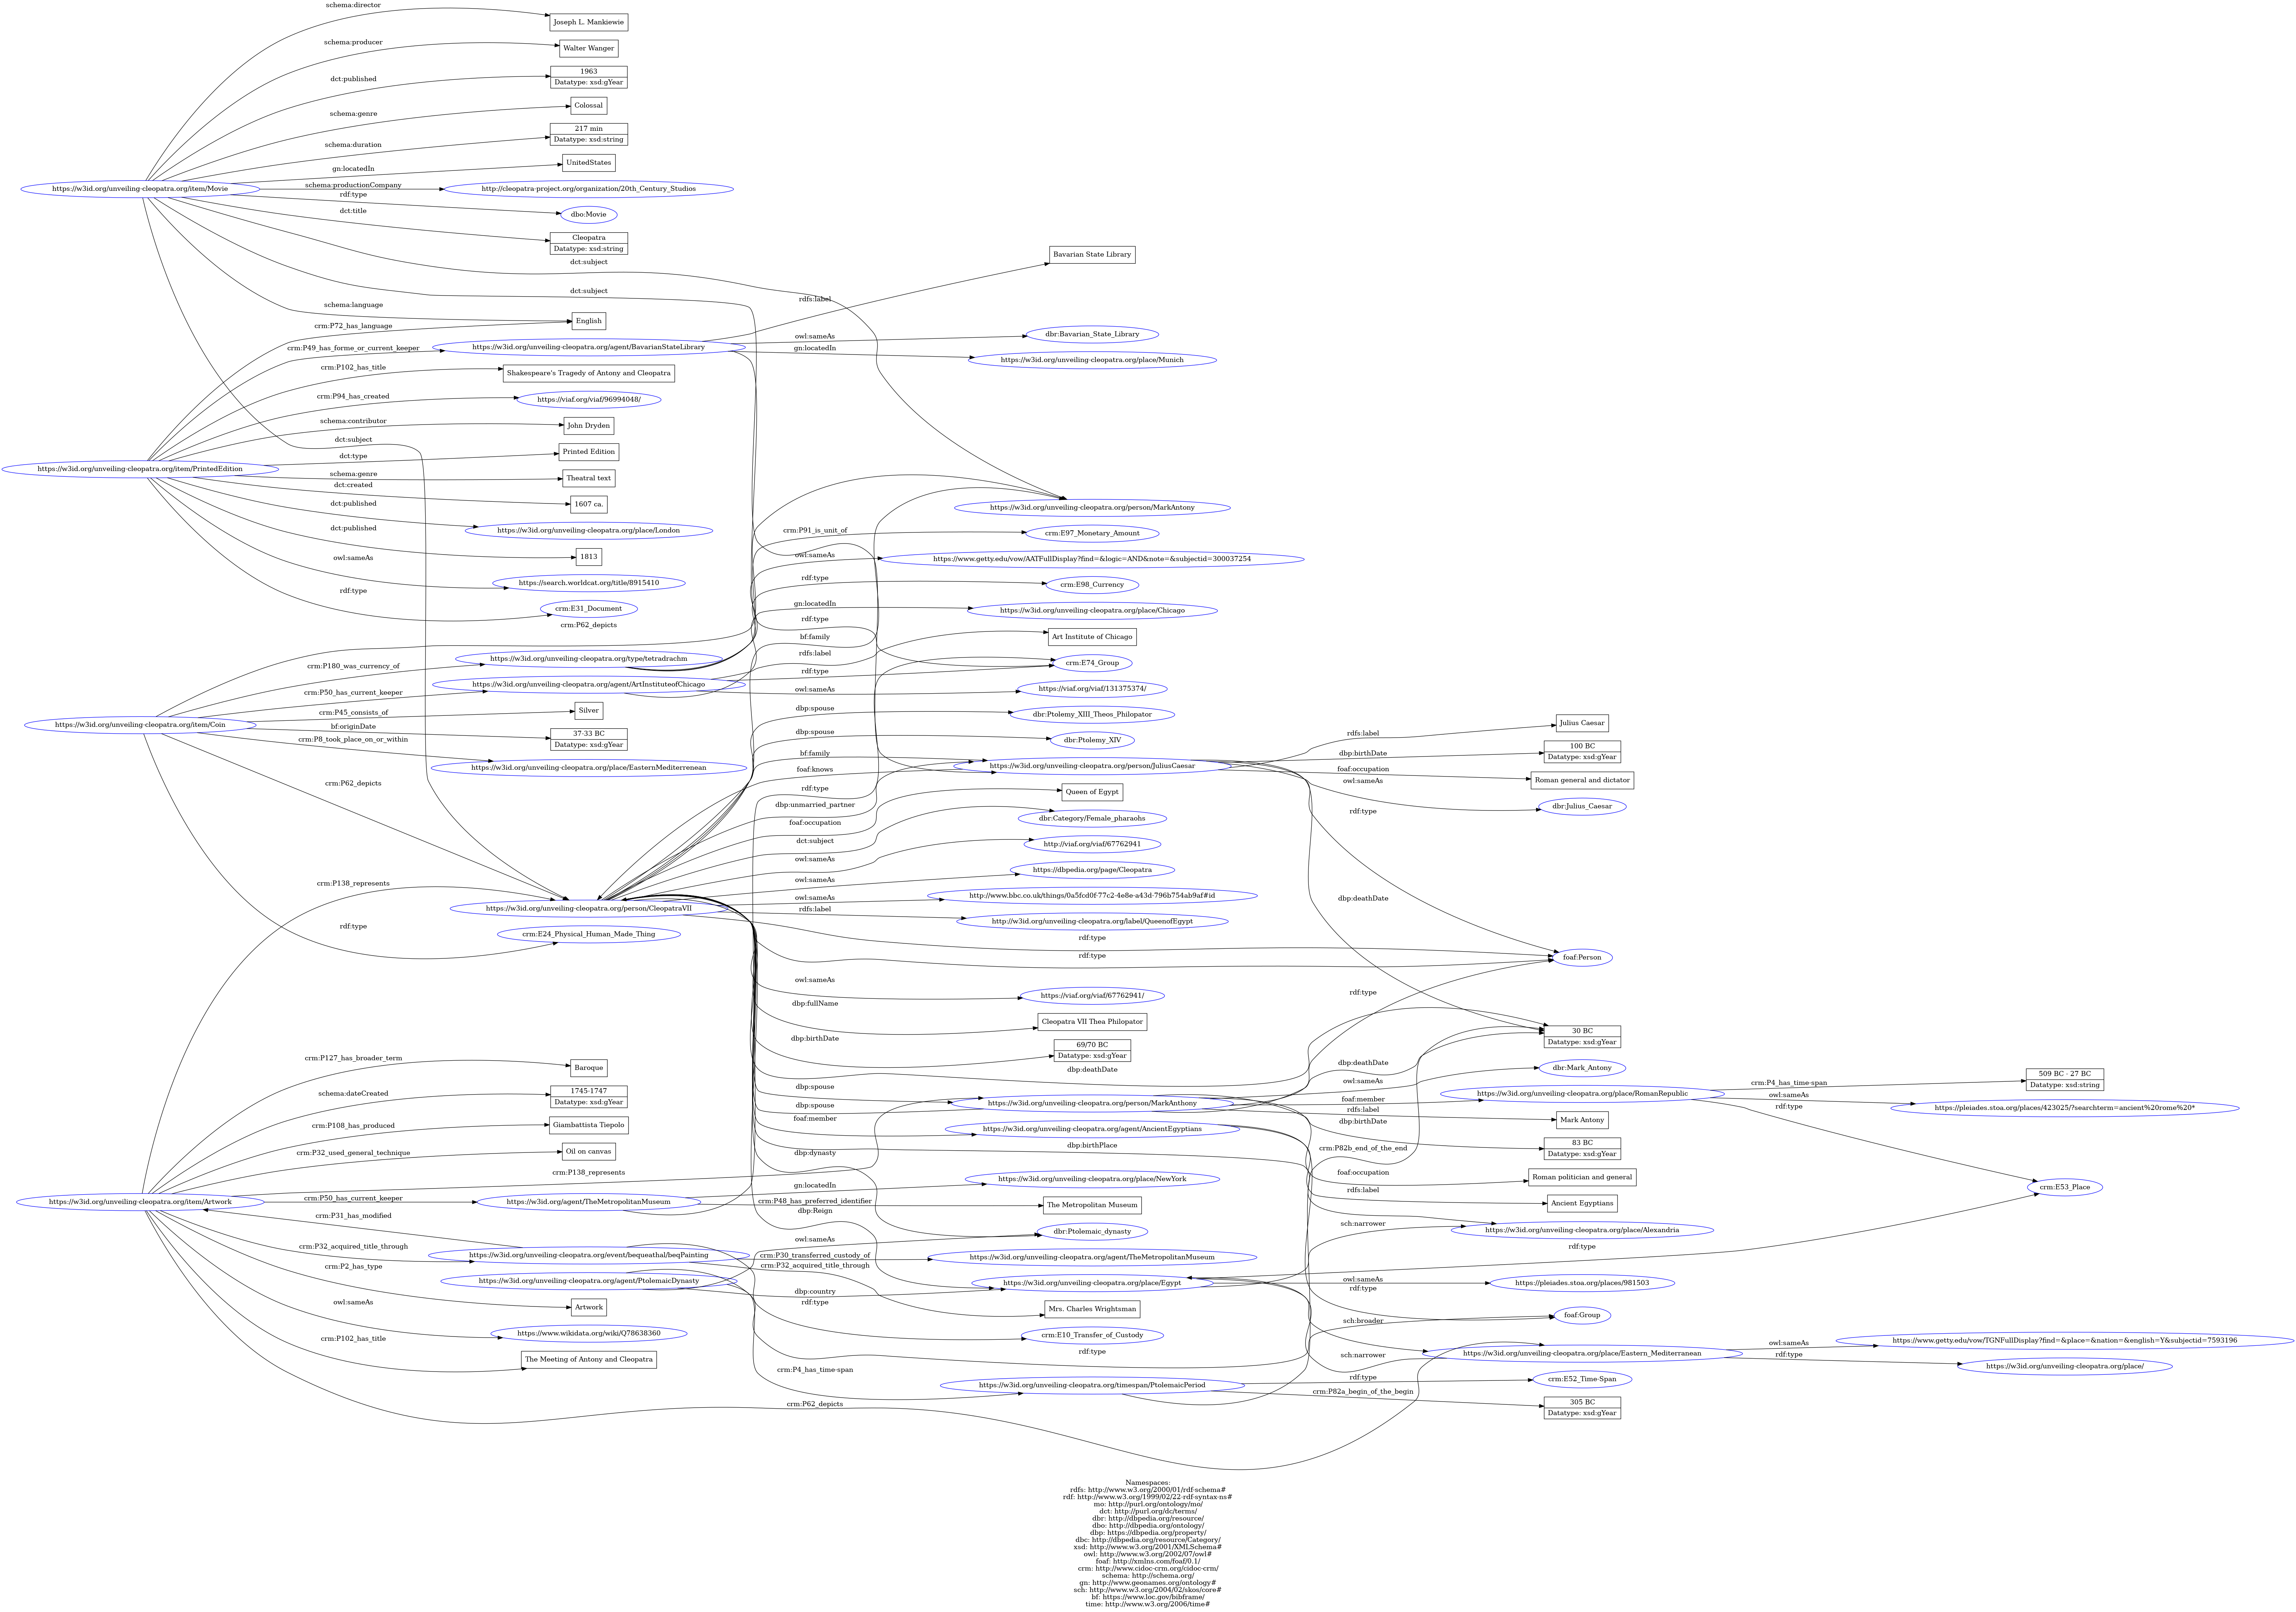 schema:director
Joseph L. Mankiewie
schema:producer
Walter Wanger
dct:published
1963
Datatype: xsd:gYear
schema:genre
Colossal
schema:duration
217 min
Datatype: xsd:string
gn:locatedIn
UnitedStates
https://w3id.org/unveiling-cleopatra.org/item/Movie
schema:productionCompany
http://cleopatra-project.org/organization/20th_Century_Studios
rdf:type
dbo:Movie
dct:title
Cleopatra
Datatype: xsd:string
dct:subject
dct:subject
schema:language
English
dct:subject
crm:P72_has_language
crm:P49_has_forme_or_current_keeper
https://w3id.org/unveiling-cleopatra.org/agent/BavarianStateLibrary
rdfs:label
Bavarian State Library
owl:sameAs
dbr:Bavarian_State_Library
gn:locatedIn
https://w3id.org/unveiling-cleopatra.org/place/Munich
crm:P102_has_title
Shakespeare's Tragedy of Antony and Cleopatra
crm:P94_has_created
https://viaf.org/viaf/96994048/
schema:contributor
John Dryden
dct:type
Printed Edition
https://w3id.org/unveiling-cleopatra.org/item/PrintedEdition
schema:genre
Theatral text
dct:created
1607 ca.
dct:published
https://w3id.org/unveiling-cleopatra.org/place/London
dct:published
1813
owl:sameAs
https://search.worldcat.org/title/8915410
rdf:type
crm:E31_Document
crm:P62_depicts
https://w3id.org/unveiling-cleopatra.org/person/MarkAntony
crm:P91_is_unit_of
crm:E97_Monetary_Amount
owl:sameAs
https://www.getty.edu/vow/AATFullDisplay?find=&logic=AND&note=&subjectid=300037254
rdf:type
crm:E98_Currency
gn:locatedIn
https://w3id.org/unveiling-cleopatra.org/place/Chicago
rdf:type
bf:family
crm:P180_was_currency_of
https://w3id.org/unveiling-cleopatra.org/type/tetradrachm
rdfs:label
Art Institute of Chicago
crm:P50_has_current_keeper
https://w3id.org/unveiling-cleopatra.org/agent/ArtInstituteofChicago
rdf:type
crm:E74_Group
owl:sameAs
https://viaf.org/viaf/131375374/
https://w3id.org/unveiling-cleopatra.org/item/Coin
crm:P45_consists_of
Silver
bf:originDate
37-33 BC
Datatype: xsd:gYear
crm:P8_took_place_on_or_within
https://w3id.org/unveiling-cleopatra.org/place/EasternMediterrenean
crm:P62_depicts
dbp:spouse
dbr:Ptolemy_XIII_Theos_Philopator
dbp:spouse
dbr:Ptolemy_XIV
bf:family
https://w3id.org/unveiling-cleopatra.org/person/JuliusCaesar
foaf:knows
rdfs:label
Julius Caesar
dbp:birthDate
100 BC
Datatype: xsd:gYear
foaf:occupation
Roman general and dictator
owl:sameAs
dbr:Julius_Caesar
rdf:type
rdf:type
dbp:unmarried_partner
Queen of Egypt
foaf:occupation
dbr:Category/Female_pharaohs
dct:subject
http://viaf.org/viaf/67762941
owl:sameAs
https://dbpedia.org/page/Cleopatra
owl:sameAs
crm:P138_represents
https://w3id.org/unveiling-cleopatra.org/person/CleopatraVII
owl:sameAs
http://www.bbc.co.uk/things/0a5fcd0f-77c2-4e8e-a43d-796b754ab9af#id
rdfs:label
http://w3id.org/unveiling-cleopatra.org/label/QueenofEgypt
dbp:deathDate
rdf:type
crm:E24_Physical_Human_Made_Thing
rdf:type
rdf:type
foaf:Person
owl:sameAs
https://viaf.org/viaf/67762941/
rdf:type
dbp:fullName
Cleopatra VII Thea Philopator
30 BC
Datatype: xsd:gYear
dbp:birthDate
69/70 BC
Datatype: xsd:gYear
dbp:deathDate
dbp:deathDate
crm:P127_has_broader_term
Baroque
schema:dateCreated
1745-1747
Datatype: xsd:gYear
dbp:spouse
dbp:spouse
https://w3id.org/unveiling-cleopatra.org/person/MarkAnthony
owl:sameAs
dbr:Mark_Antony
foaf:member
https://w3id.org/unveiling-cleopatra.org/place/RomanRepublic
crm:P4_has_time-span
509 BC - 27 BC
Datatype: xsd:string
owl:sameAs
https://pleiades.stoa.org/places/423025/?searchterm=ancient%20rome%20*
rdf:type
rdfs:label
Mark Antony
dbp:birthDate
83 BC
Datatype: xsd:gYear
crm:P108_has_produced
Giambattista Tiepolo
foaf:member
https://w3id.org/unveiling-cleopatra.org/agent/AncientEgyptians
crm:P32_used_general_technique
Oil on canvas
dbp:dynasty
dbp:birthPlace
crm:P82b_end_of_the_end
crm:P138_represents
foaf:occupation
Roman politician and general
rdfs:label
Ancient Egyptians
crm:E53_Place
https://w3id.org/unveiling-cleopatra.org/item/Artwork
crm:P50_has_current_keeper
https://w3id.org/agent/TheMetropolitanMuseum
gn:locatedIn
https://w3id.org/unveiling-cleopatra.org/place/NewYork
crm:P48_has_preferred_identifier
The Metropolitan Museum
dbp:Reign
crm:P31_has_modified
sch:narrower
https://w3id.org/unveiling-cleopatra.org/place/Alexandria
owl:sameAs
dbr:Ptolemaic_dynasty
rdf:type
crm:P32_acquired_title_through
https://w3id.org/unveiling-cleopatra.org/event/bequeathal/beqPainting
crm:P30_transferred_custody_of
https://w3id.org/unveiling-cleopatra.org/agent/TheMetropolitanMuseum
crm:P32_acquired_title_through
crm:P2_has_type
https://w3id.org/unveiling-cleopatra.org/agent/PtolemaicDynasty
dbp:country
https://w3id.org/unveiling-cleopatra.org/place/Egypt
owl:sameAs
https://pleiades.stoa.org/places/981503
rdf:type
Artwork
rdf:type
Mrs. Charles Wrightsman
foaf:Group
owl:sameAs
https://www.wikidata.org/wiki/Q78638360
crm:E10_Transfer_of_Custody
sch:broader
crm:P102_has_title
The Meeting of Antony and Cleopatra
rdf:type
sch:narrower
https://w3id.org/unveiling-cleopatra.org/place/Eastern_Mediterranean
owl:sameAs
https://www.getty.edu/vow/TGNFullDisplay?find=&place=&nation=&english=Y&subjectid=7593196
rdf:type
https://w3id.org/unveiling-cleopatra.org/place/
crm:P4_has_time-span
https://w3id.org/unveiling-cleopatra.org/timespan/PtolemaicPeriod
rdf:type
crm:E52_Time-Span
crm:P82a_begin_of_the_begin
305 BC
Datatype: xsd:gYear
crm:P62_depicts
Namespaces:
rdfs: http://www.w3.org/2000/01/rdf-schema#
rdf: http://www.w3.org/1999/02/22-rdf-syntax-ns#
mo: http://purl.org/ontology/mo/
dct: http://purl.org/dc/terms/
dbr: http://dbpedia.org/resource/
dbo: http://dbpedia.org/ontology/
dbp: https://dbpedia.org/property/
dbc: http://dbpedia.org/resource/Category/
xsd: http://www.w3.org/2001/XMLSchema#
owl: http://www.w3.org/2002/07/owl#
foaf: http://xmlns.com/foaf/0.1/
crm: http://www.cidoc-crm.org/cidoc-crm/
schema: http://schema.org/
gn: http://www.geonames.org/ontology#
sch: http://www.w3.org/2004/02/skos/core#
bf: https://www.loc.gov/bibframe/
time: http://www.w3.org/2006/time#